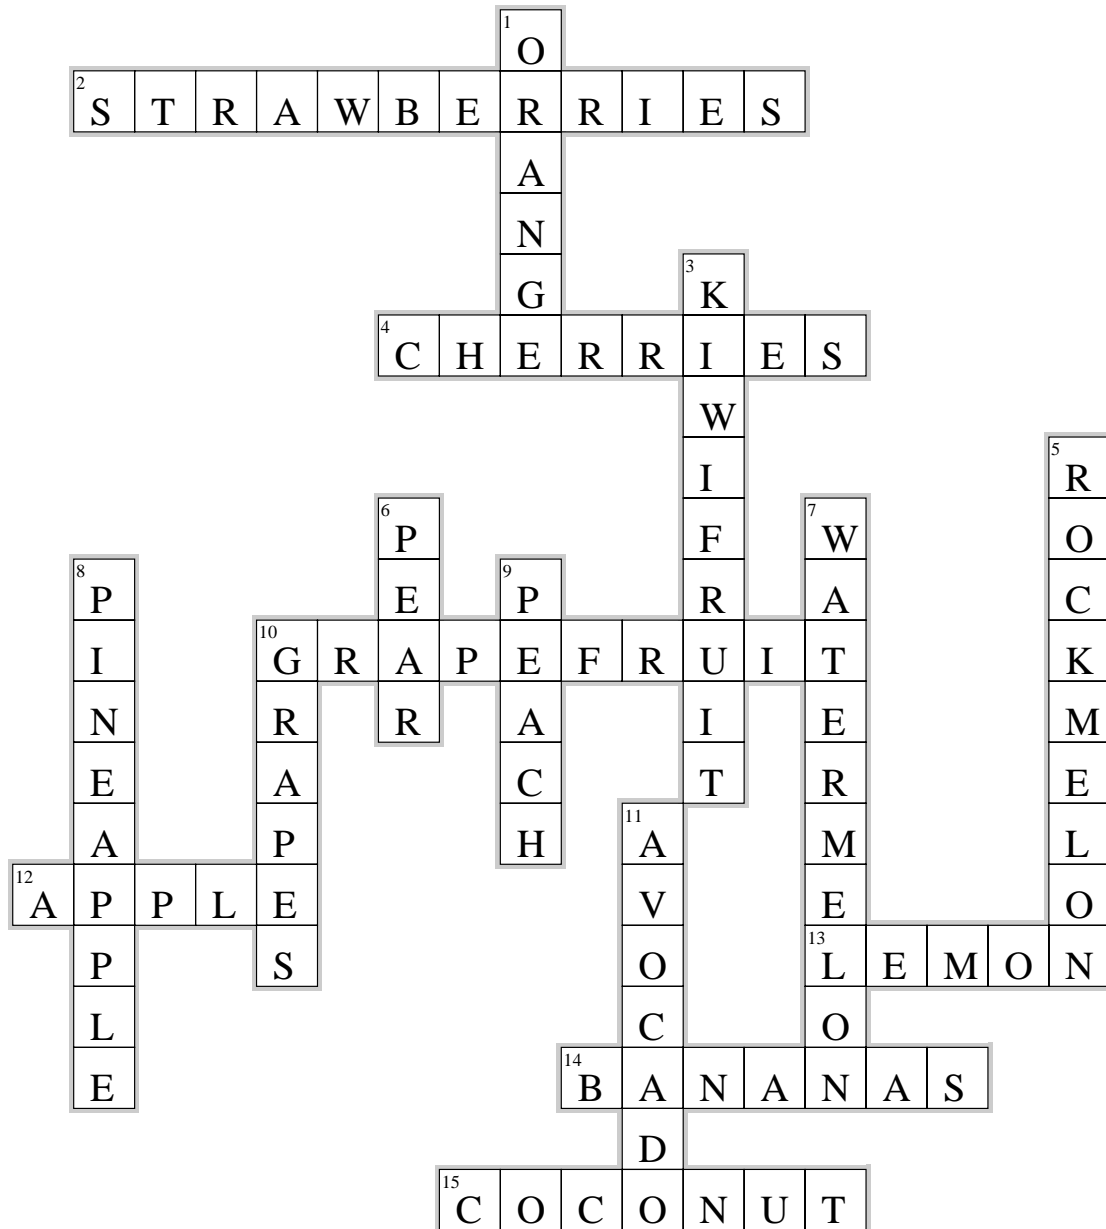 1
O
2
S T R A W B E R R I E S
A
N
3
G K
4
C H E R R I E S
W
5
I R
6 7
P F W O
8 9
P E P R A C
10
I G R A P E F R U I T K
N R R A I E M
E A C T R E
11
A P H A M L
12
A P P L E V E O
13
P S O L E M O N
L C O
14
E B A N A N A S
D
15
C O C O N U T